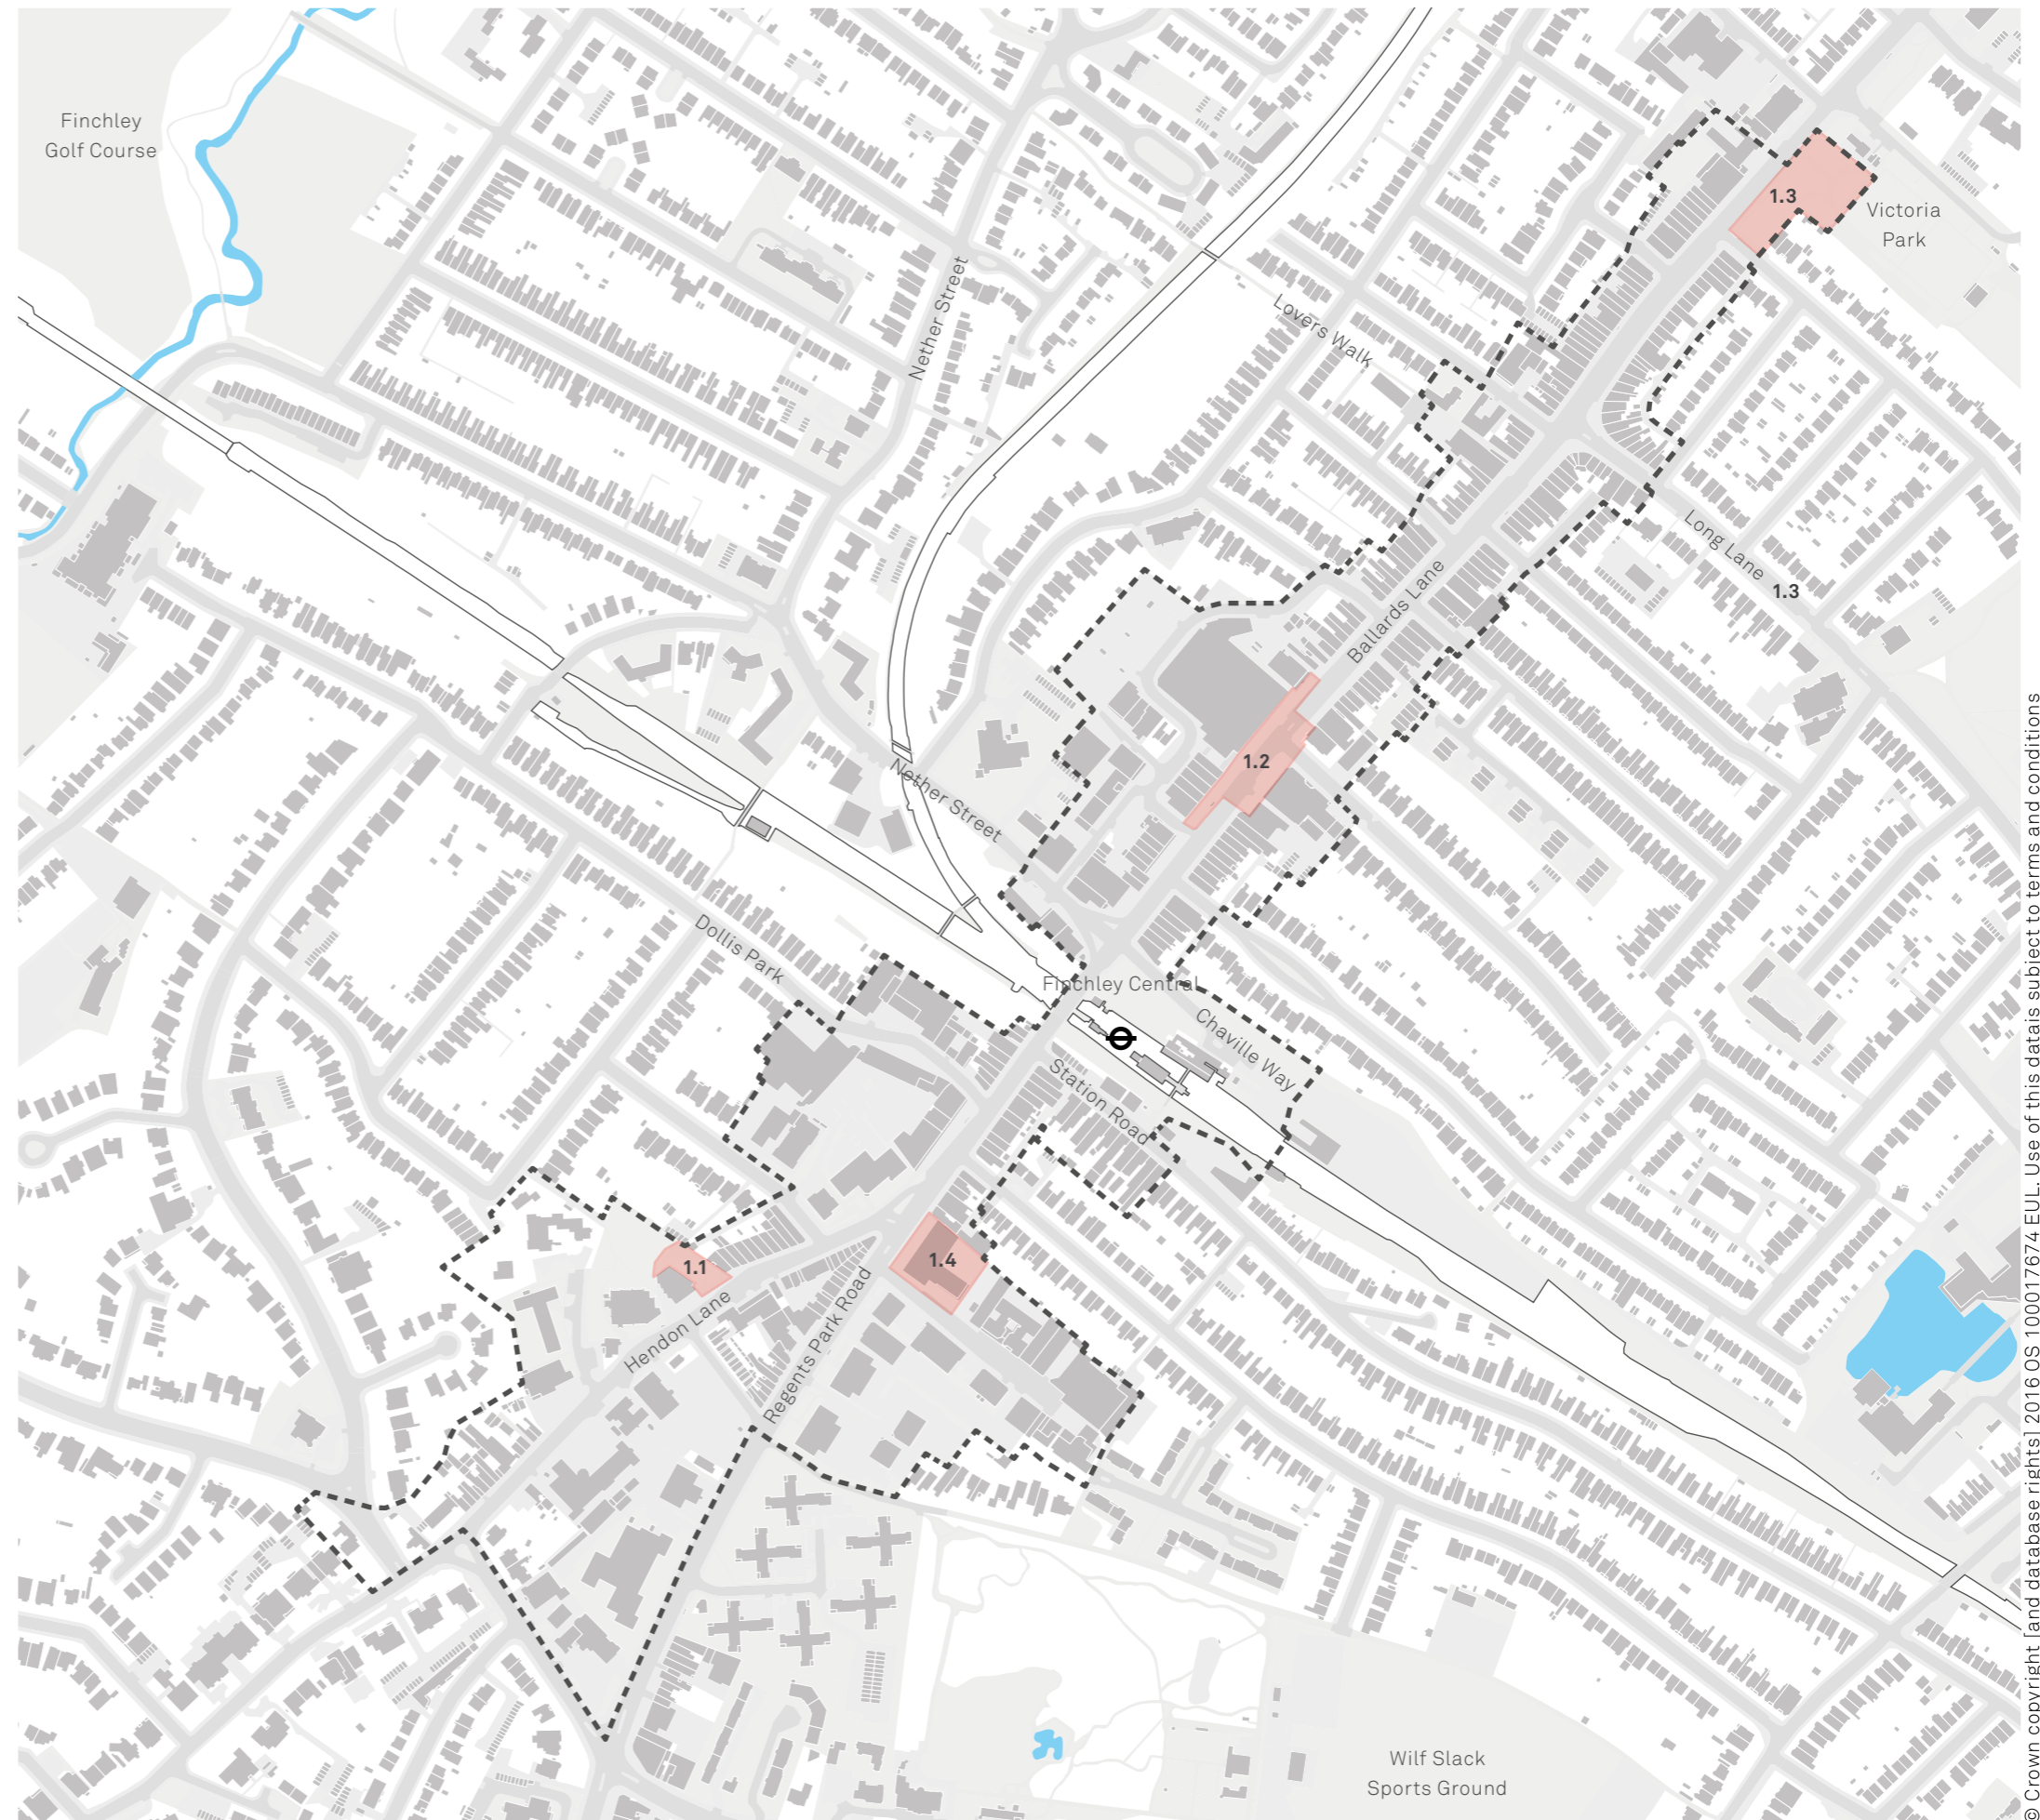 Finchley
Golf Course
1.3
Victoria
Park
Nether Street
Lovers Walk
Long Lane
1.3
Ballards Lane
1.2
Nether Street
Dollis Park
Finchley Central
Chaville Way
Station Road
1.1
1.4
Hendon Lane
Regents Park Road
Wilf Slack
Sports Ground
© Crown copyright [and database rights] 2016 OS 100017674 EUL. Use of this datais subject to terms and conditions